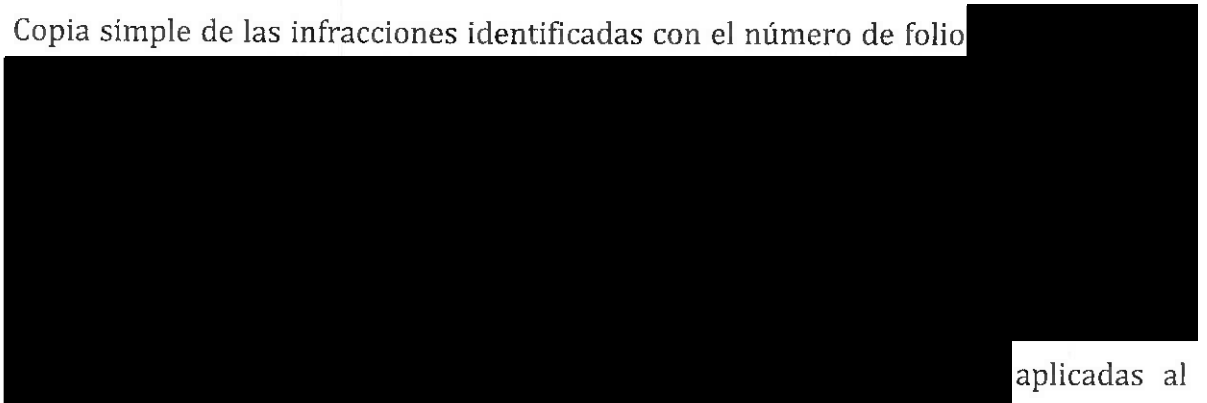 Copia simple de las infracciones identificadas con el número de folio
aplicadas al